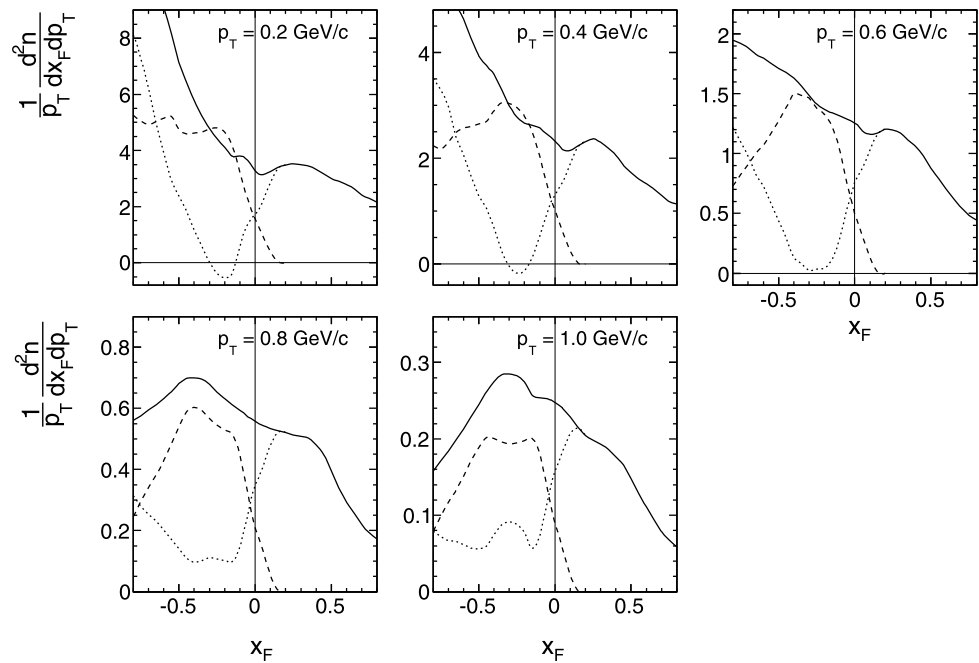 1/p_T d²n/dx_F dp_T
p_T = 0.2 GeV/c
8
6
4
2
0
p_T = 0.4 GeV/c
4
2
0
p_T = 0.6 GeV/c
2
1.5
1
0.5
0
-0.5 0 0.5
x_F
1/p_T d²n/dx_F dp_T
p_T = 0.8 GeV/c
0.8
0.6
0.4
0.2
0
-0.5 0 0.5
x_F
p_T = 1.0 GeV/c
0.3
0.2
0.1
0
-0.5 0 0.5
x_F